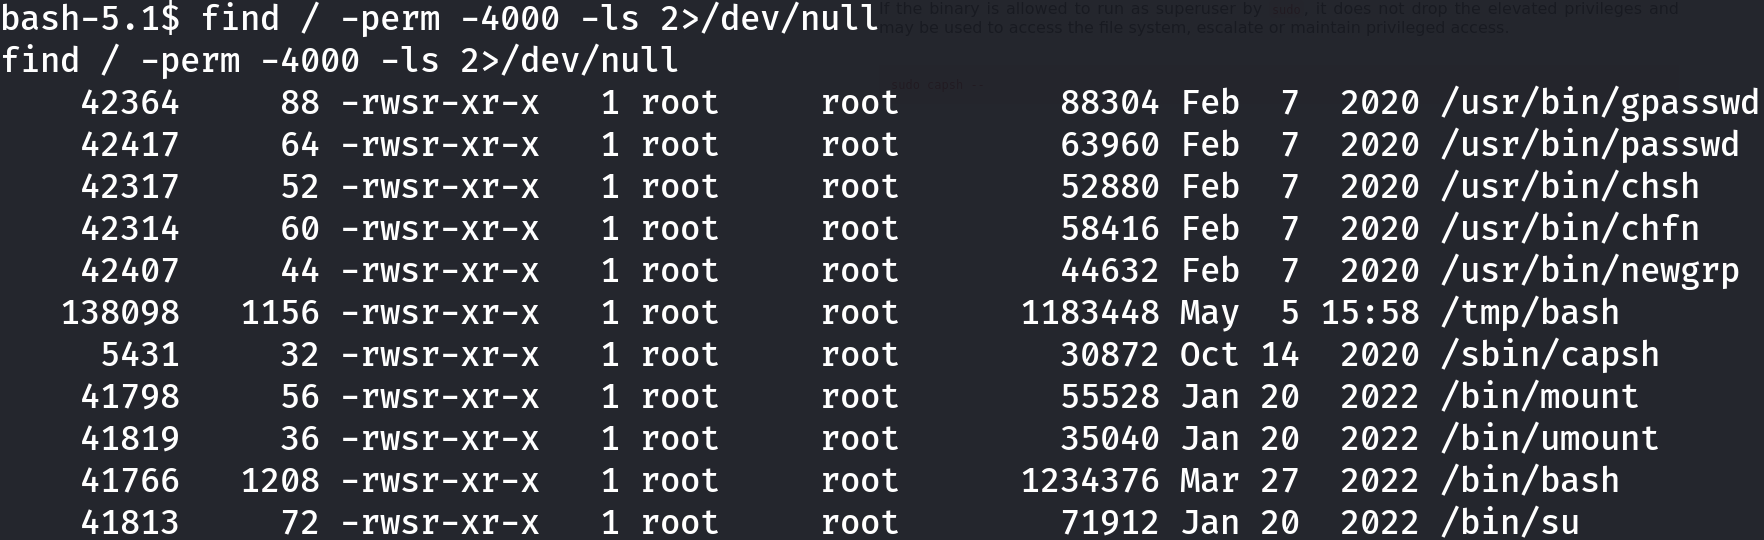 bash-5.1$ find / -perm -4000 -ls 2>/dev/null
If the binary is allowed to run as superuser by sudo, it does not drop the elevated privileges and
may be used to access the file system, escalate or maintain privileged access.
find / -perm -4000 -ls 2>/dev/null
sudo capsh --
42364 88 -rwsr-xr-x 1 root root 88304 Feb 7 2020 /usr/bin/gpasswd
42417 64 -rwsr-xr-x 1 root root 63960 Feb 7 2020 /usr/bin/passwd
42317 52 -rwsr-xr-x 1 root root 52880 Feb 7 2020 /usr/bin/chsh
42314 60 -rwsr-xr-x 1 root root 58416 Feb 7 2020 /usr/bin/chfn
42407 44 -rwsr-xr-x 1 root root 44632 Feb 7 2020 /usr/bin/newgrp
138098 1156 -rwsr-xr-x 1 root root 1183448 May 5 15:58 /tmp/bash
5431 32 -rwsr-xr-x 1 root root 30872 Oct 14 2020 /sbin/capsh
41798 56 -rwsr-xr-x 1 root root 55528 Jan 20 2022 /bin/mount
41819 36 -rwsr-xr-x 1 root root 35040 Jan 20 2022 /bin/umount
41766 1208 -rwsr-xr-x 1 root root 1234376 Mar 27 2022 /bin/bash
41813 72 -rwsr-xr-x 1 root root 71912 Jan 20 2022 /bin/su